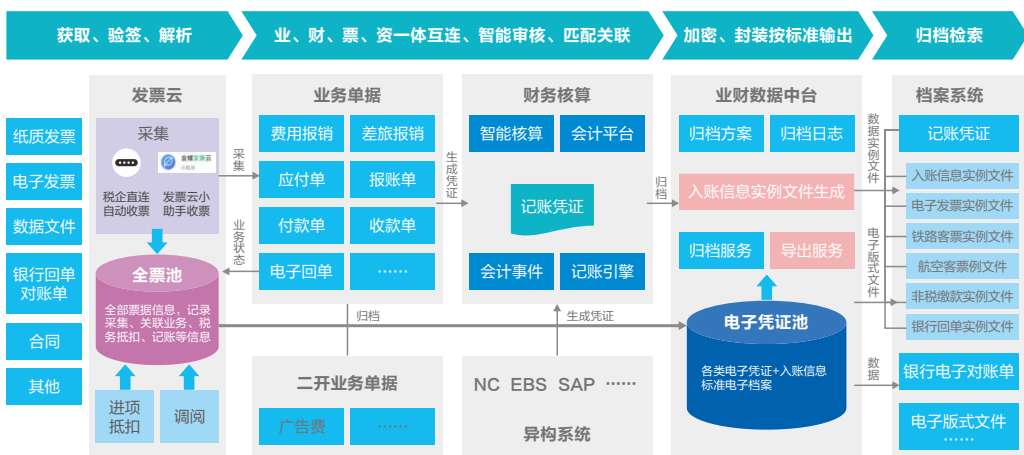 获取、验签、解析
业、财、票、资一体互连、智能审核、匹配关联
加密、封装按标准输出
归档检索
纸质发票
电子发票
数据文件
银行回单
对账单
合同
其他
发票云
采集
金蝶发票云
小程序
税企直连
自动收票
发票云小
助手收票
全票池
全部票据信息，记录
采集、关联业务、税
务抵扣、记账等信息
进项
抵扣
调阅
采集
业务状态
业务单据
费用报销
差旅报销
应付单
报账单
付款单
收款单
电子回单
……
归档
二开业务单据
广告费
……
生成凭证
财务核算
智能核算
会计平台
记账凭证
会计事件
记账引擎
生成凭证
NC EBS SAP ……
异构系统
归档
业财数据中台
归档方案
归档日志
入账信息实例文件生成
归档服务
导出服务
电子凭证池
各类电子凭证+入账信息
标准电子档案
数据实例文件
电子版式文件
数据
档案系统
记账凭证
入账信息实例文件
电子发票实例文件
铁路客票实例文件
航空客票例文件
非税缴款实例文件
银行回单实例文件
银行电子对账单
电子版式文件
……